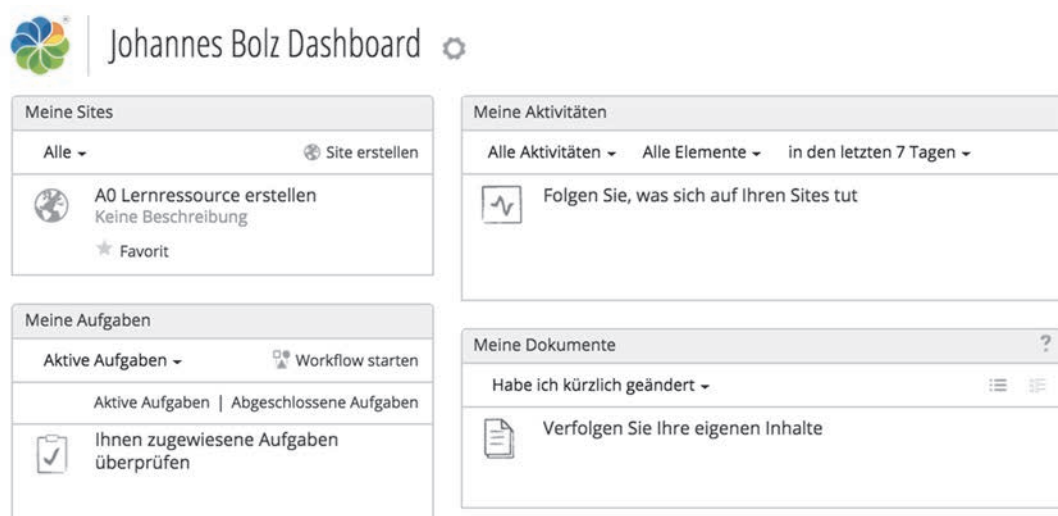 Johannes Bolz Dashboard
Meine Sites
Alle
Site erstellen
A0 Lernressource erstellen
Keine Beschreibung
Favorit
Meine Aufgaben
Aktive Aufgaben
Workflow starten
Aktive Aufgaben | Abgeschlossene Aufgaben
Ihnen zugewiesene Aufgaben
überprüfen
Meine Aktivitäten
Alle Aktivitäten
Alle Elemente
in den letzten 7 Tagen
Folgen Sie, was sich auf Ihren Sites tut
Meine Dokumente
?
Habe ich kürzlich geändert
Verfolgen Sie Ihre eigenen Inhalte